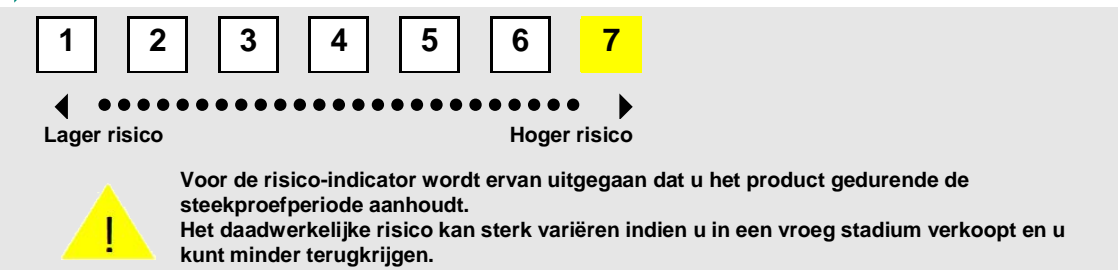 1 2 3 4 5 6 7
Lager risico Hoger risico
! Voor de risico-indicator wordt ervan uitgegaan dat u het product gedurende de
steekproefperiode aanhoudt.
Het daadwerkelijke risico kan sterk variëren indien u in een vroeg stadium verkoopt en u
kunt minder terugkrijgen.